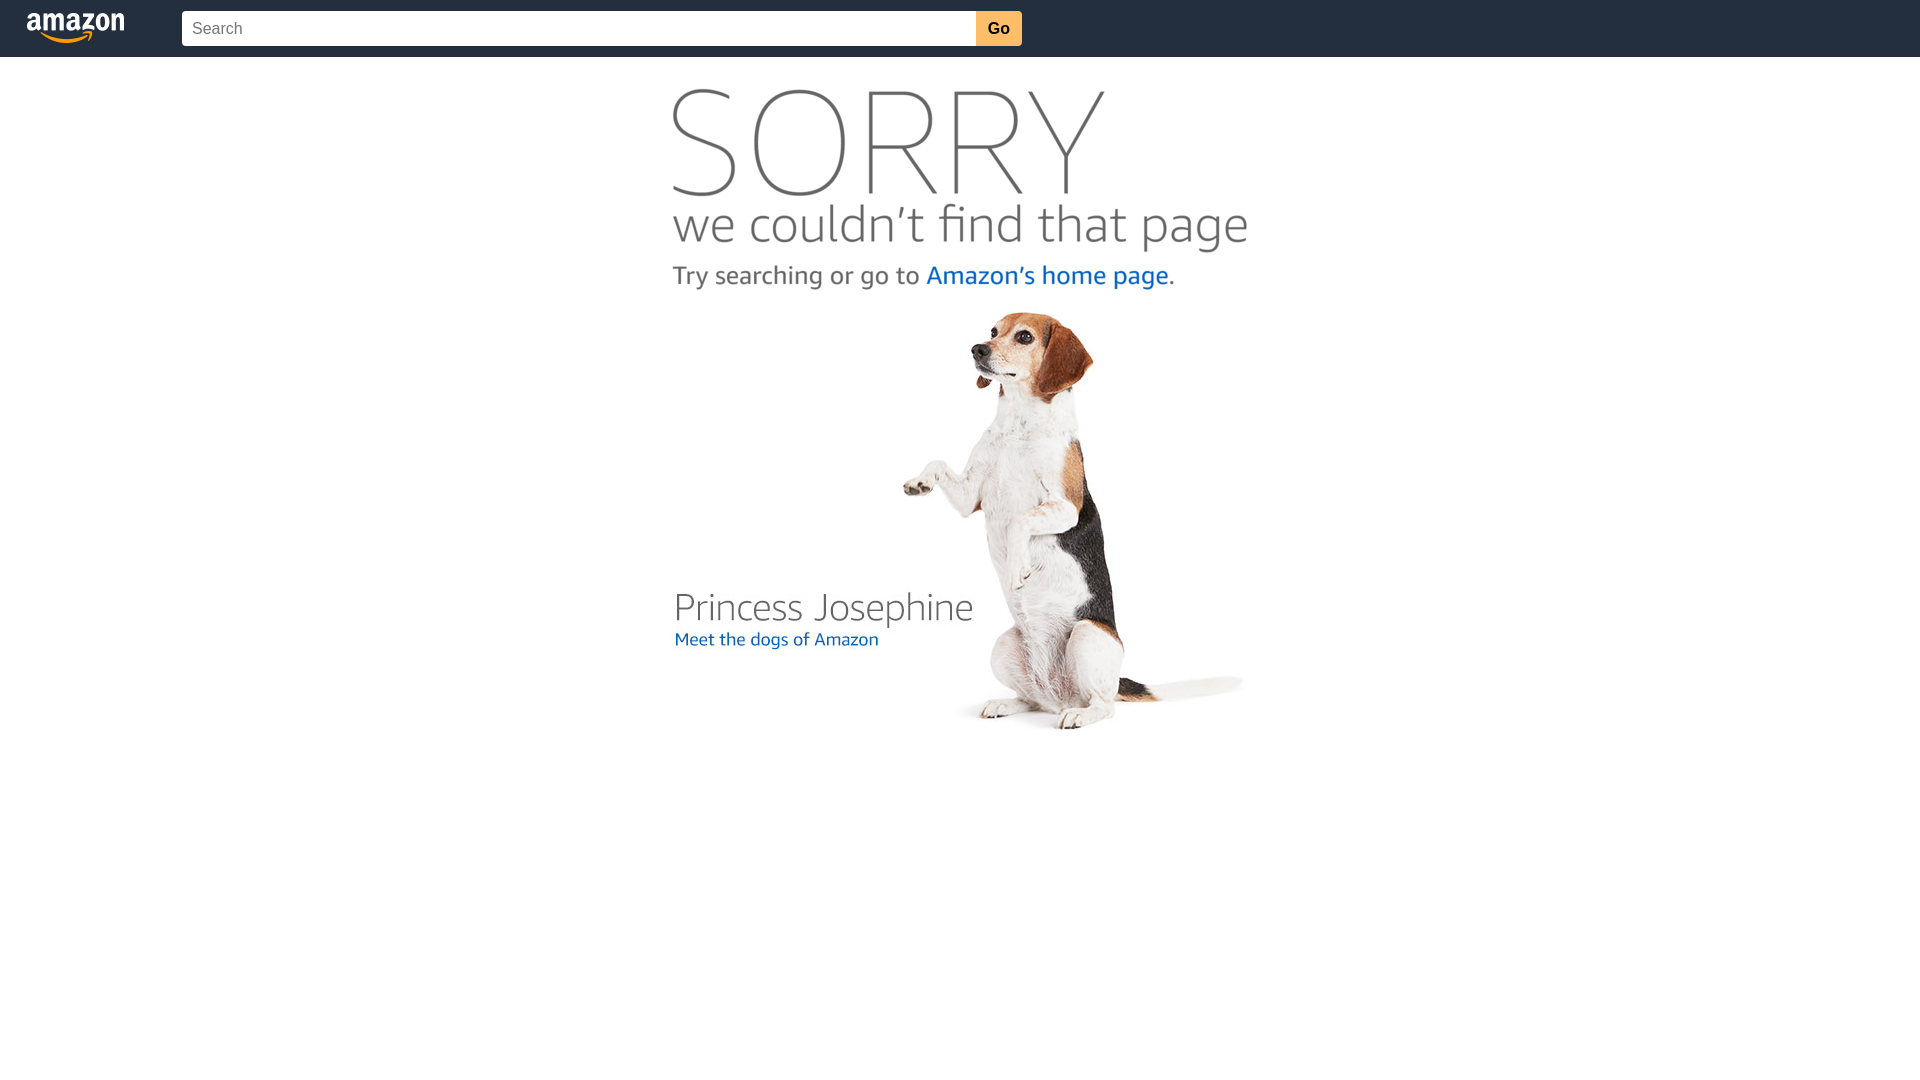 amazon
Search
Go
SORRY
we couldn't find that page
Try searching or go to Amazon's home page.
Princess Josephine
Meet the dogs of Amazon